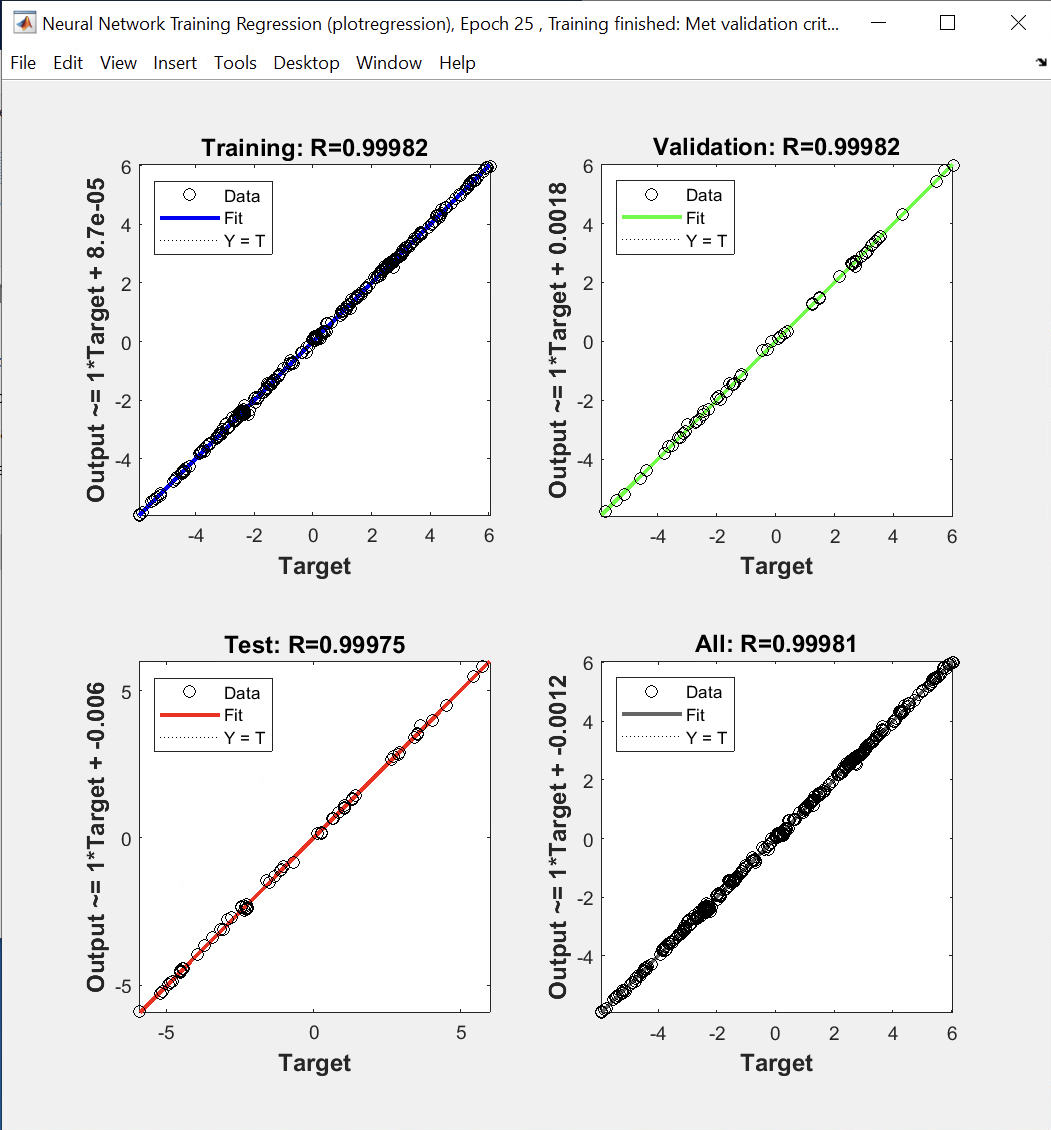 Neural Network Training Regression (plotregression), Epoch 25 , Training finished: Met validation crit...
File Edit View Insert Tools Desktop Window Help
Training: R=0.99982
Output ~= 1*Target + 8.7e-05
6
4
2
0
-2
-4
Data
Fit
Y = T
-4 -2 0 2 4 6
Target
Validation: R=0.99982
Output ~= 1*Target + 0.0018
6
4
2
0
-2
-4
Data
Fit
Y = T
-4 -2 0 2 4 6
Target
Test: R=0.99975
Output ~= 1*Target + -0.006
5
0
-5
Data
Fit
Y = T
-5 0 5
Target
All: R=0.99981
Output ~= 1*Target + -0.0012
6
4
2
0
-2
-4
Data
Fit
Y = T
-4 -2 0 2 4 6
Target